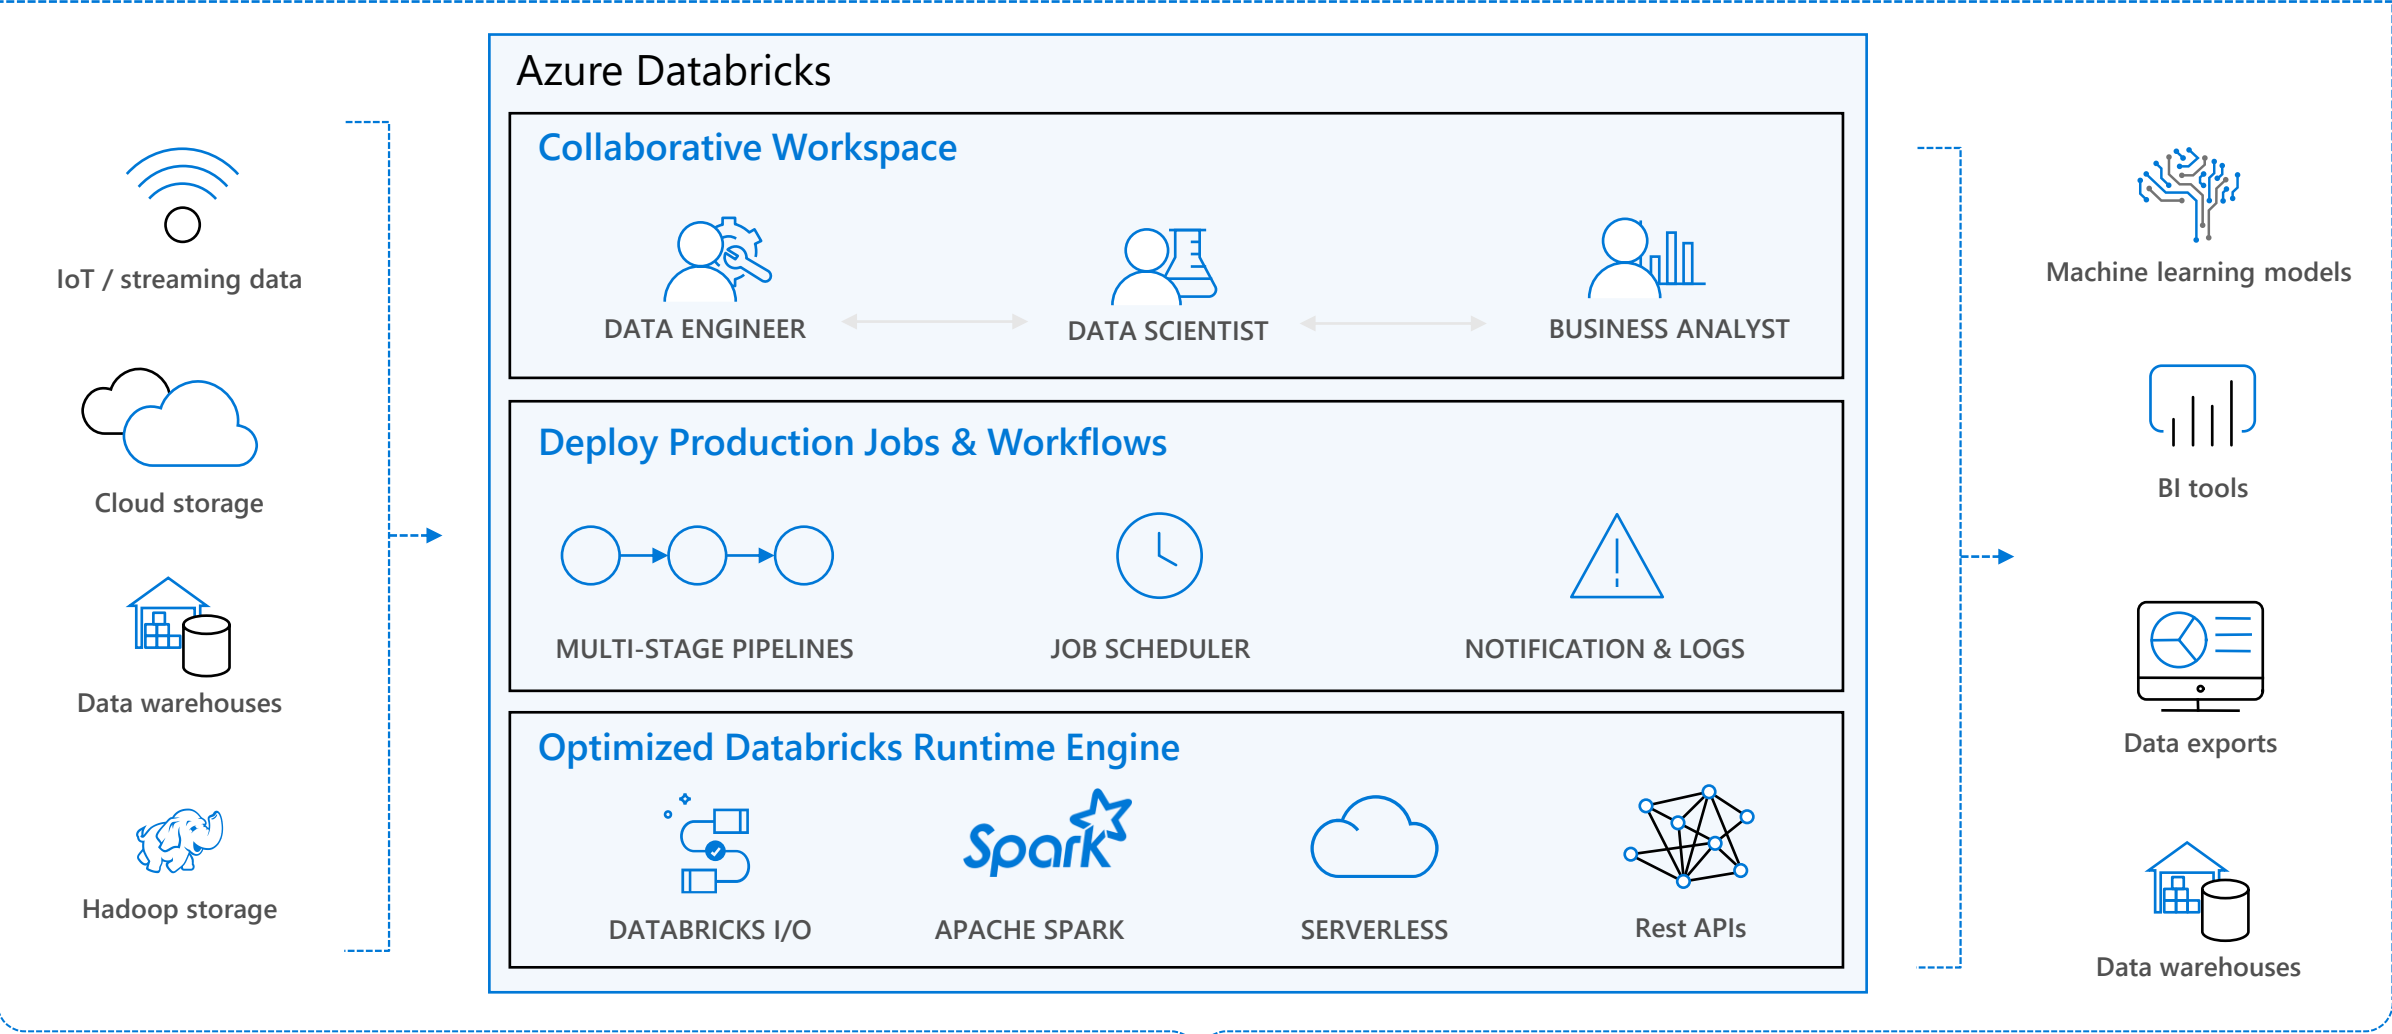 Azure Databricks
Collaborative Workspace
DATA ENGINEER
DATA SCIENTIST
BUSINESS ANALYST
Deploy Production Jobs & Workflows
MULTI-STAGE PIPELINES
JOB SCHEDULER
NOTIFICATION & LOGS
Optimized Databricks Runtime Engine
Spark
DATABRICKS I/O
APACHE SPARK
SERVERLESS
Rest APIs
IoT / streaming data
Cloud storage
Data warehouses
Hadoop storage
Machine learning models
BI tools
Data exports
Data warehouses